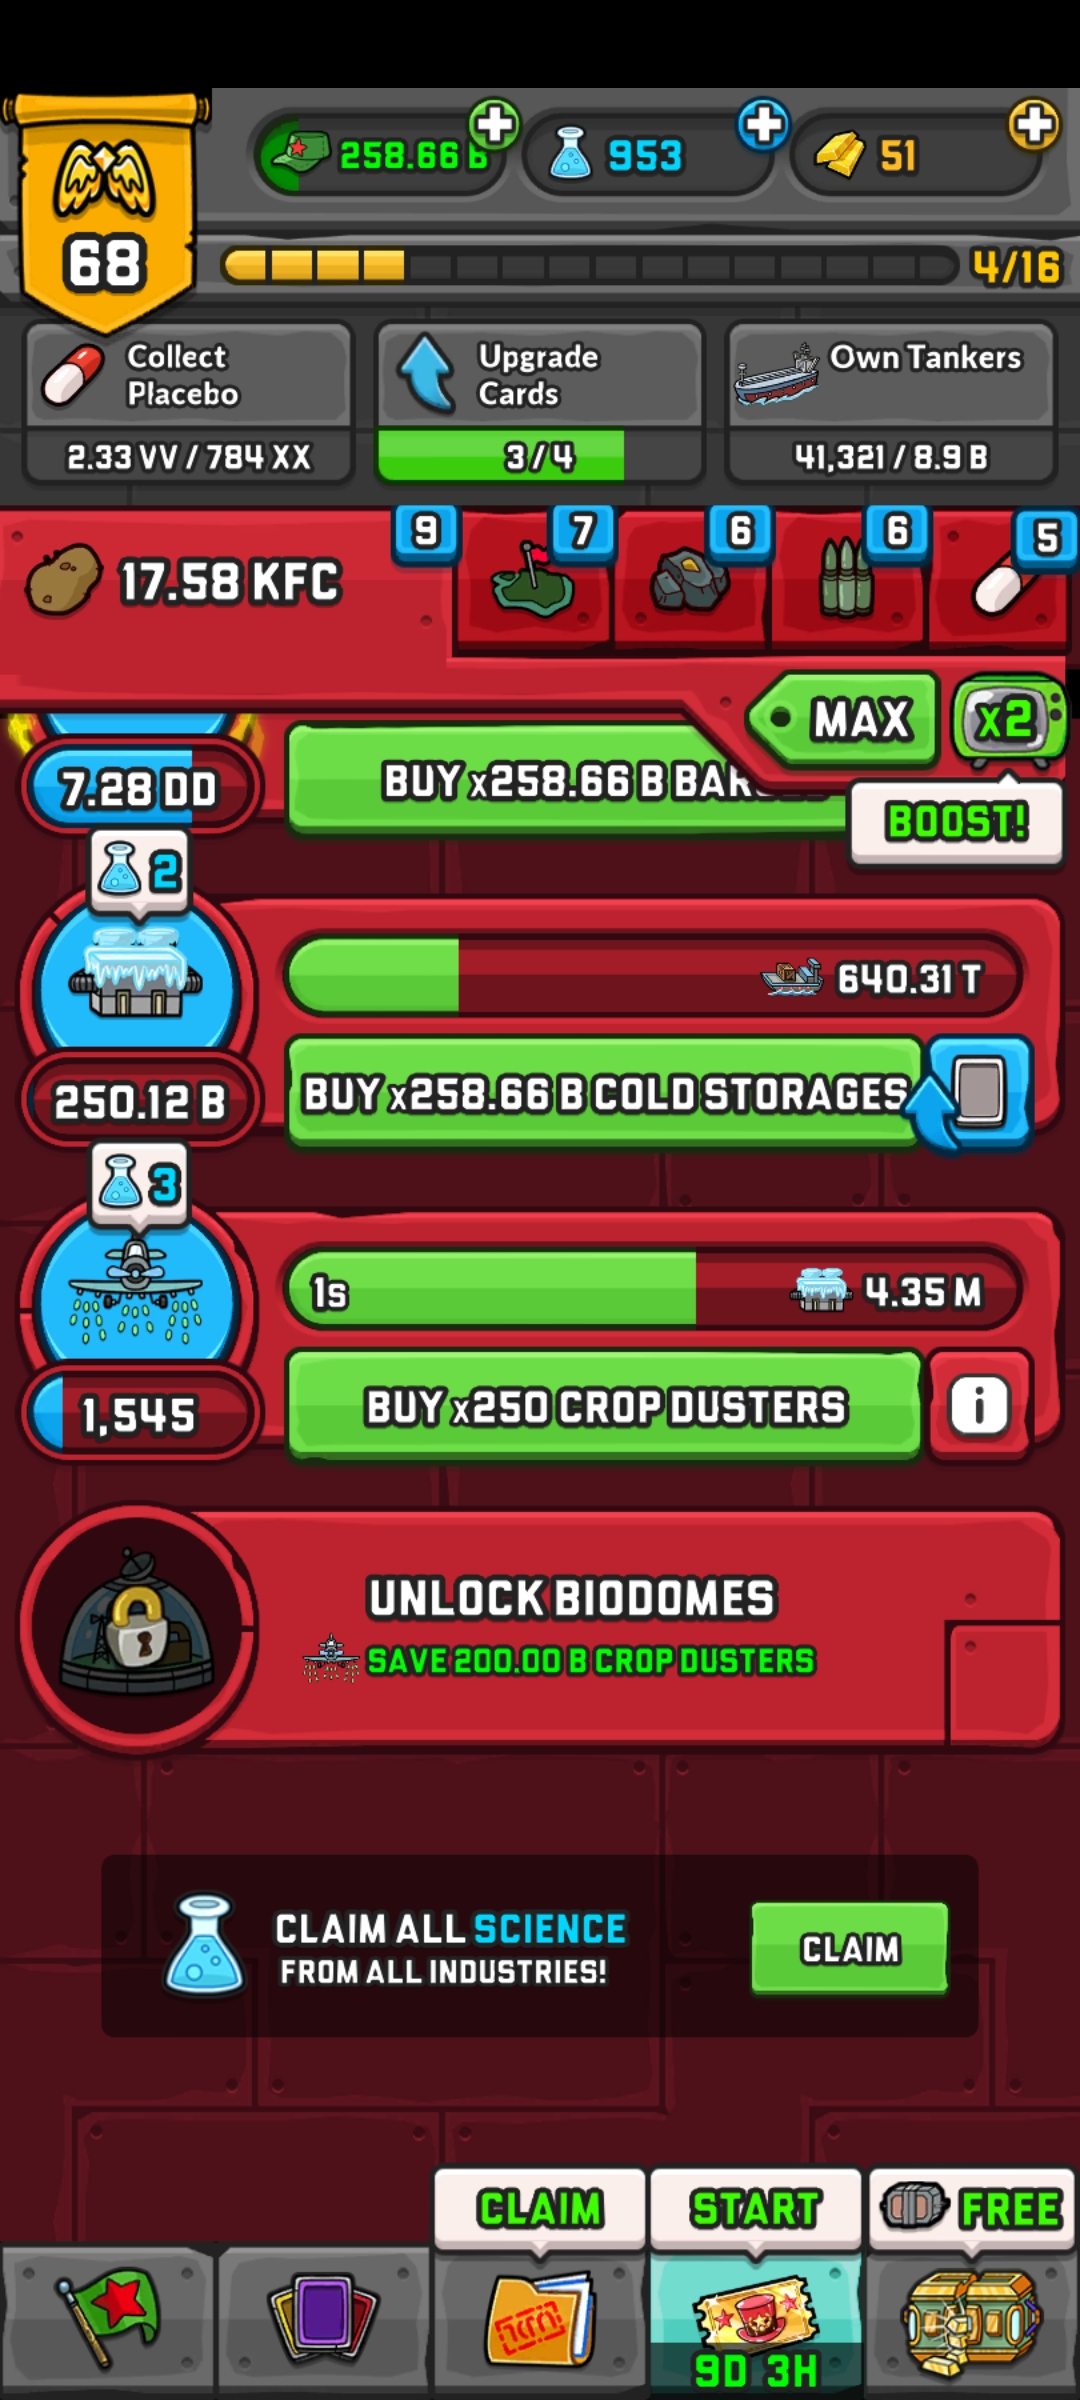 258.66 B
953
51
68
4/16
Collect
Placebo
Upgrade
Cards
Own Tankers
2.33 VV / 784 XX
3/4
41,321 / 8.9 B
17.58 KFC
9
7
6
6
5
MAX
x2
7.28 DD
BUY x258.66 B
BOOST!
2
640.31 T
250.12 B
BUY x258.66 B COLD STORAGES
3
1s
4.35 M
1,545
BUY x250 CROP DUSTERS
i
UNLOCK BIODOMES
SAVE 200.00 B CROP DUSTERS
CLAIM ALL SCIENCE
FROM ALL INDUSTRIES!
CLAIM
CLAIM
START
FREE
9D 3H